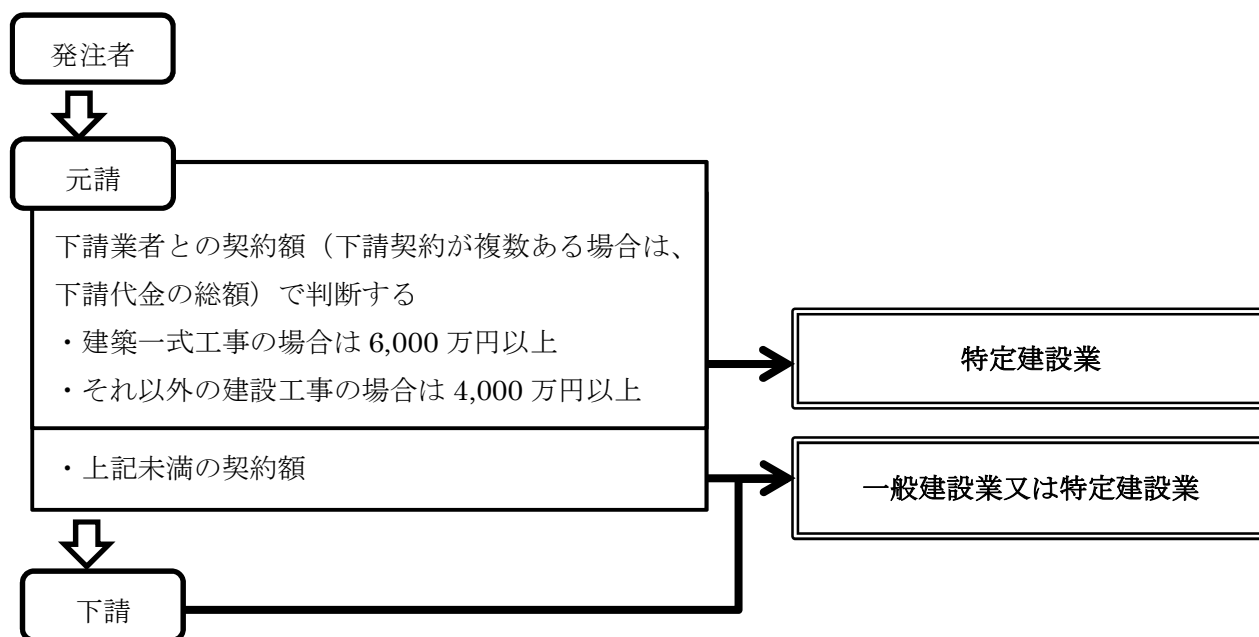 発注者
元請
下請業者との契約額（下請契約が複数ある場合は、
下請代金の総額）で判断する
・建築一式工事の場合は 6,000 万円以上
・それ以外の建設工事の場合は 4,000 万円以上
特定建設業
・上記未満の契約額
一般建設業又は特定建設業
下請